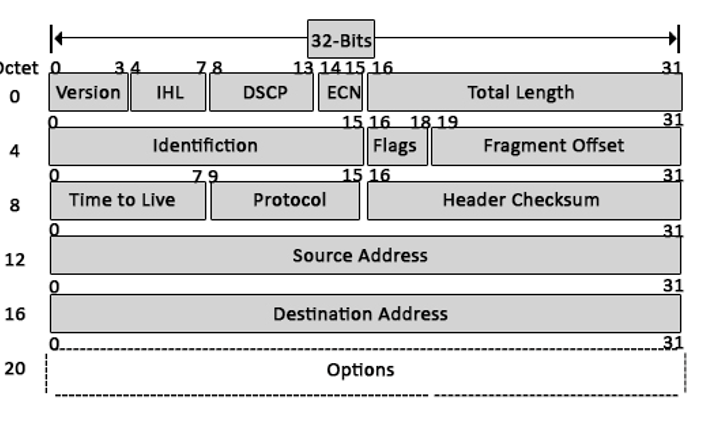 32-Bits
Octet 0 3 4 7 8 13 14 15 16 31
0 Version IHL DSCP ECN Total Length
0 15 16 18 19 31
4 Identifiction Flags Fragment Offset
0 7 9 15 16 31
8 Time to Live Protocol Header Checksum
0 31
12 Source Address
0 31
16 Destination Address
0 31
20 Options